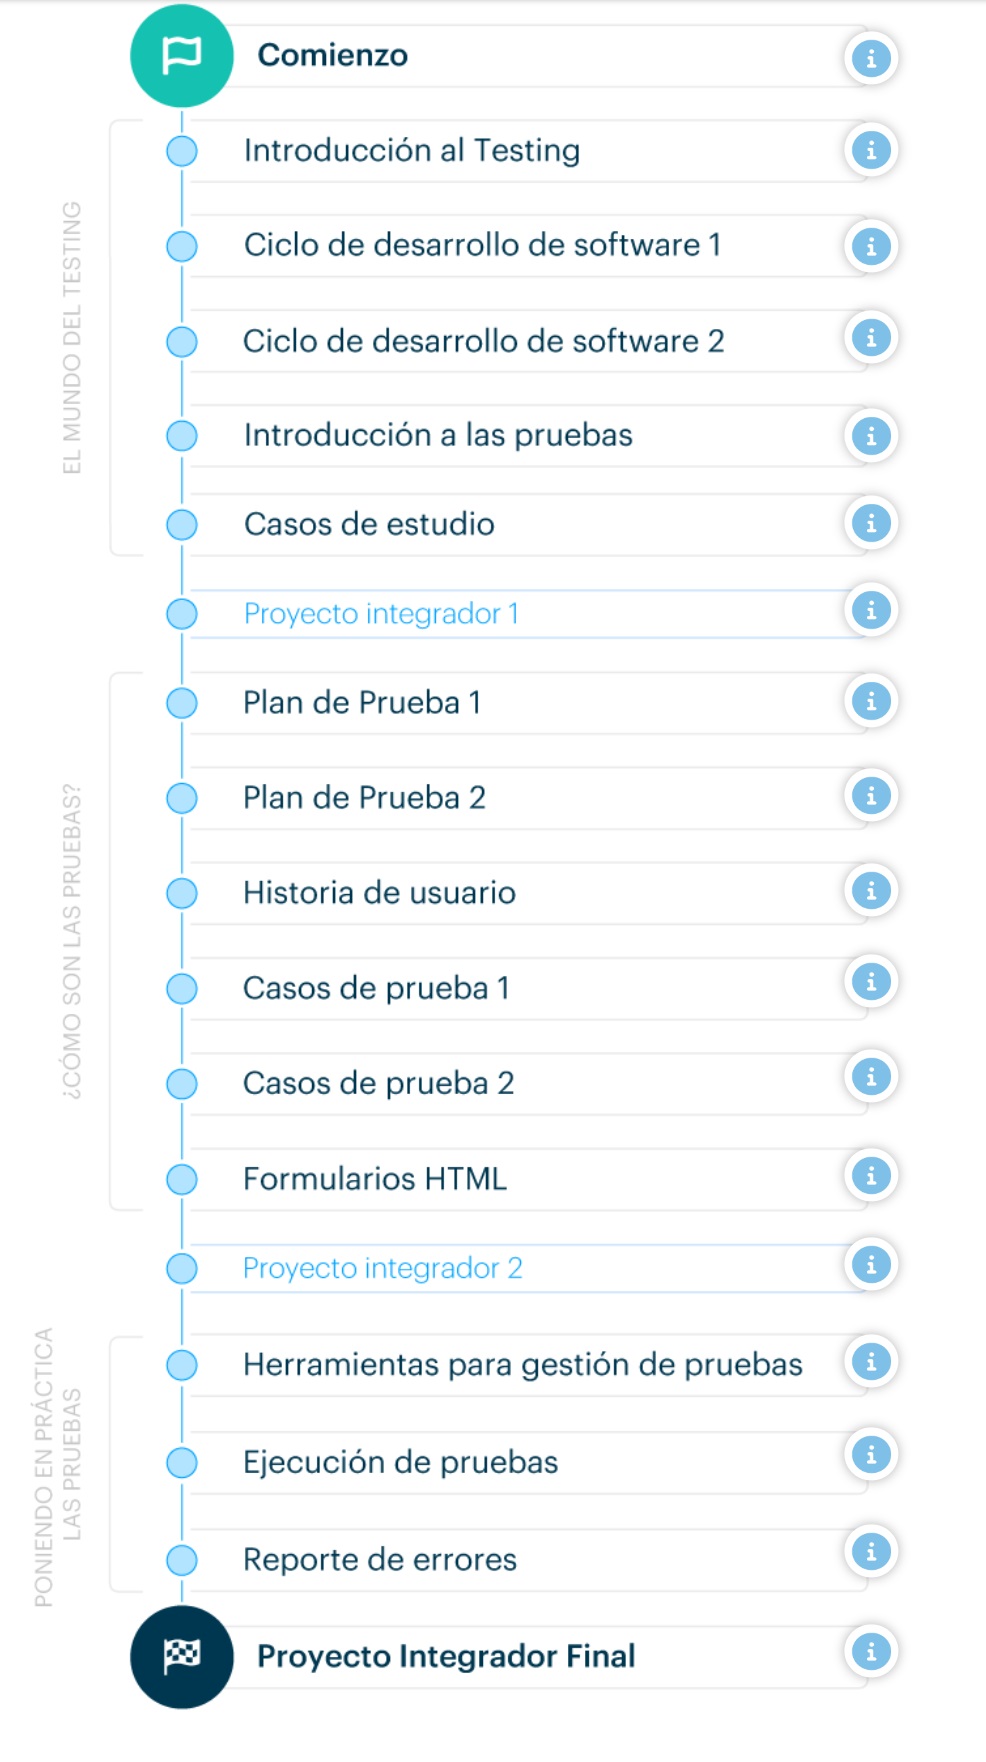 Comienzo
EL MUNDO DEL TESTING
Introducción al Testing
Ciclo de desarrollo de software 1
Ciclo de desarrollo de software 2
Introducción a las pruebas
Casos de estudio
Proyecto integrador 1
¿CÓMO SON LAS PRUEBAS?
Plan de Prueba 1
Plan de Prueba 2
Historia de usuario
Casos de prueba 1
Casos de prueba 2
Formularios HTML
Proyecto integrador 2
PONIENDO EN PRÁCTICA
LAS PRUEBAS
Herramientas para gestión de pruebas
Ejecución de pruebas
Reporte de errores
Proyecto Integrador Final